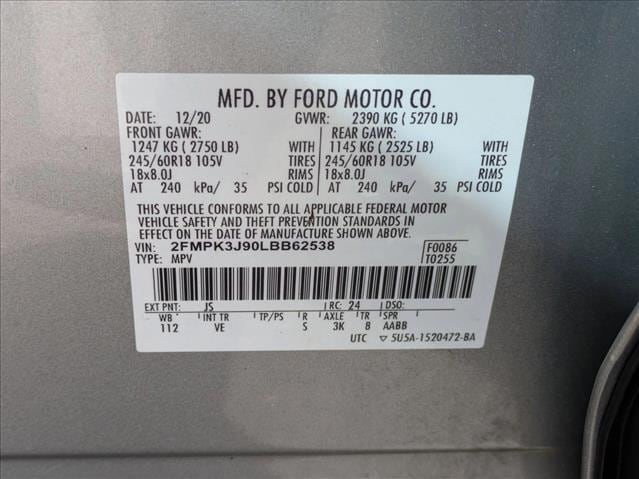 MFD. BY FORD MOTOR CO.
DATE: 12/20 GVWR: 2390 KG ( 5270 LB)
FRONT GAWR: REAR GAWR:
1247 KG ( 2750 LB) 1145 KG ( 2525 LB)
245/60R18 105V TIRES 245/60R18 105V TIRES
18x8.0J RIMS 18x8.0J RIMS
AT 240 kPa/ 35 PSI COLD AT 240 kPa/ 35 PSI COLD
THIS VEHICLE CONFORMS TO ALL APPLICABLE FEDERAL MOTOR
VEHICLE SAFETY AND THEFT PREVENTION STANDARDS IN
EFFECT ON THE DATE OF MANUFACTURE SHOWN ABOVE.
VIN: 2FMPK3J90LBB62538 F0086
TYPE: MPV T0255
EXT PNT: JS RC: 24 DSO:
WB INT TR TP/PS R AXLE TR SPR
112 VE S 3K 8 AABB
UTC 5U5A-1520472-BA